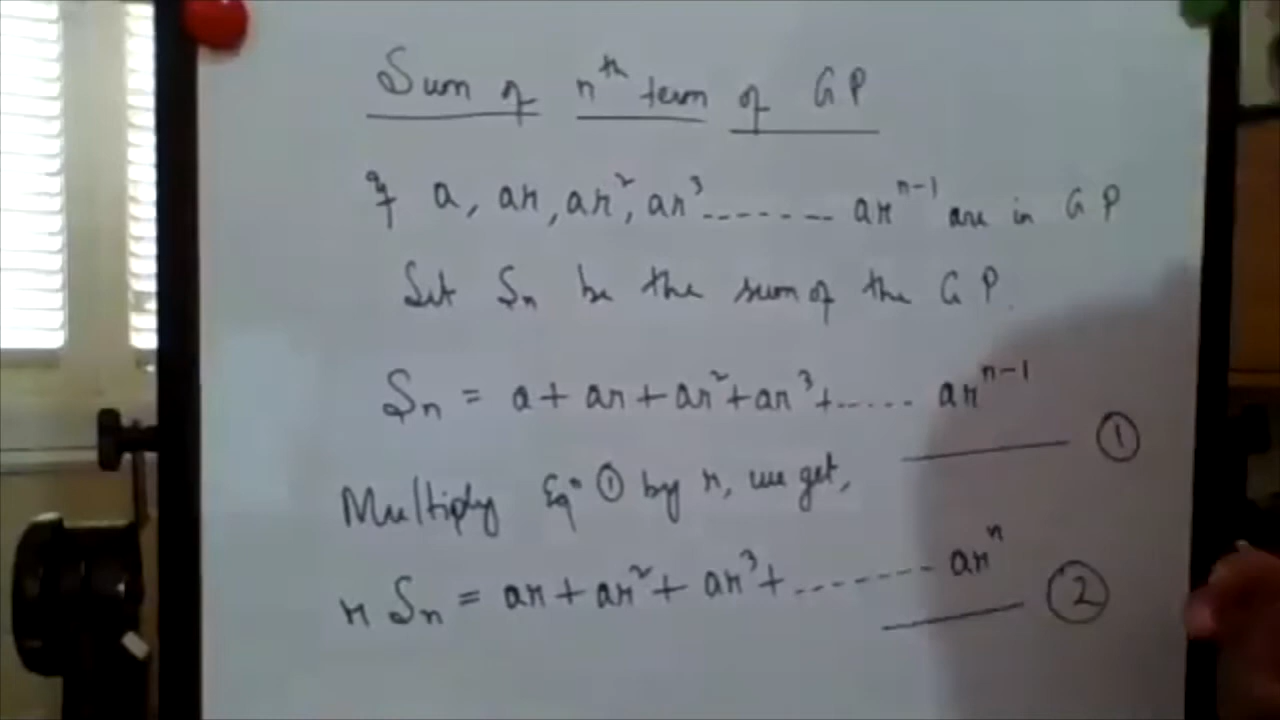 Sum of nth term of GP
If a, ar, ar², ar³ ------- arⁿ⁻¹ are in GP
Let Sn be the sum of the GP.
Sn = a + ar + ar² + ar³ + ...... arⁿ⁻¹
①
Multiply Eqⁿ ① by r, we get,
r Sn = ar + ar² + ar³ + ------- arⁿ
②